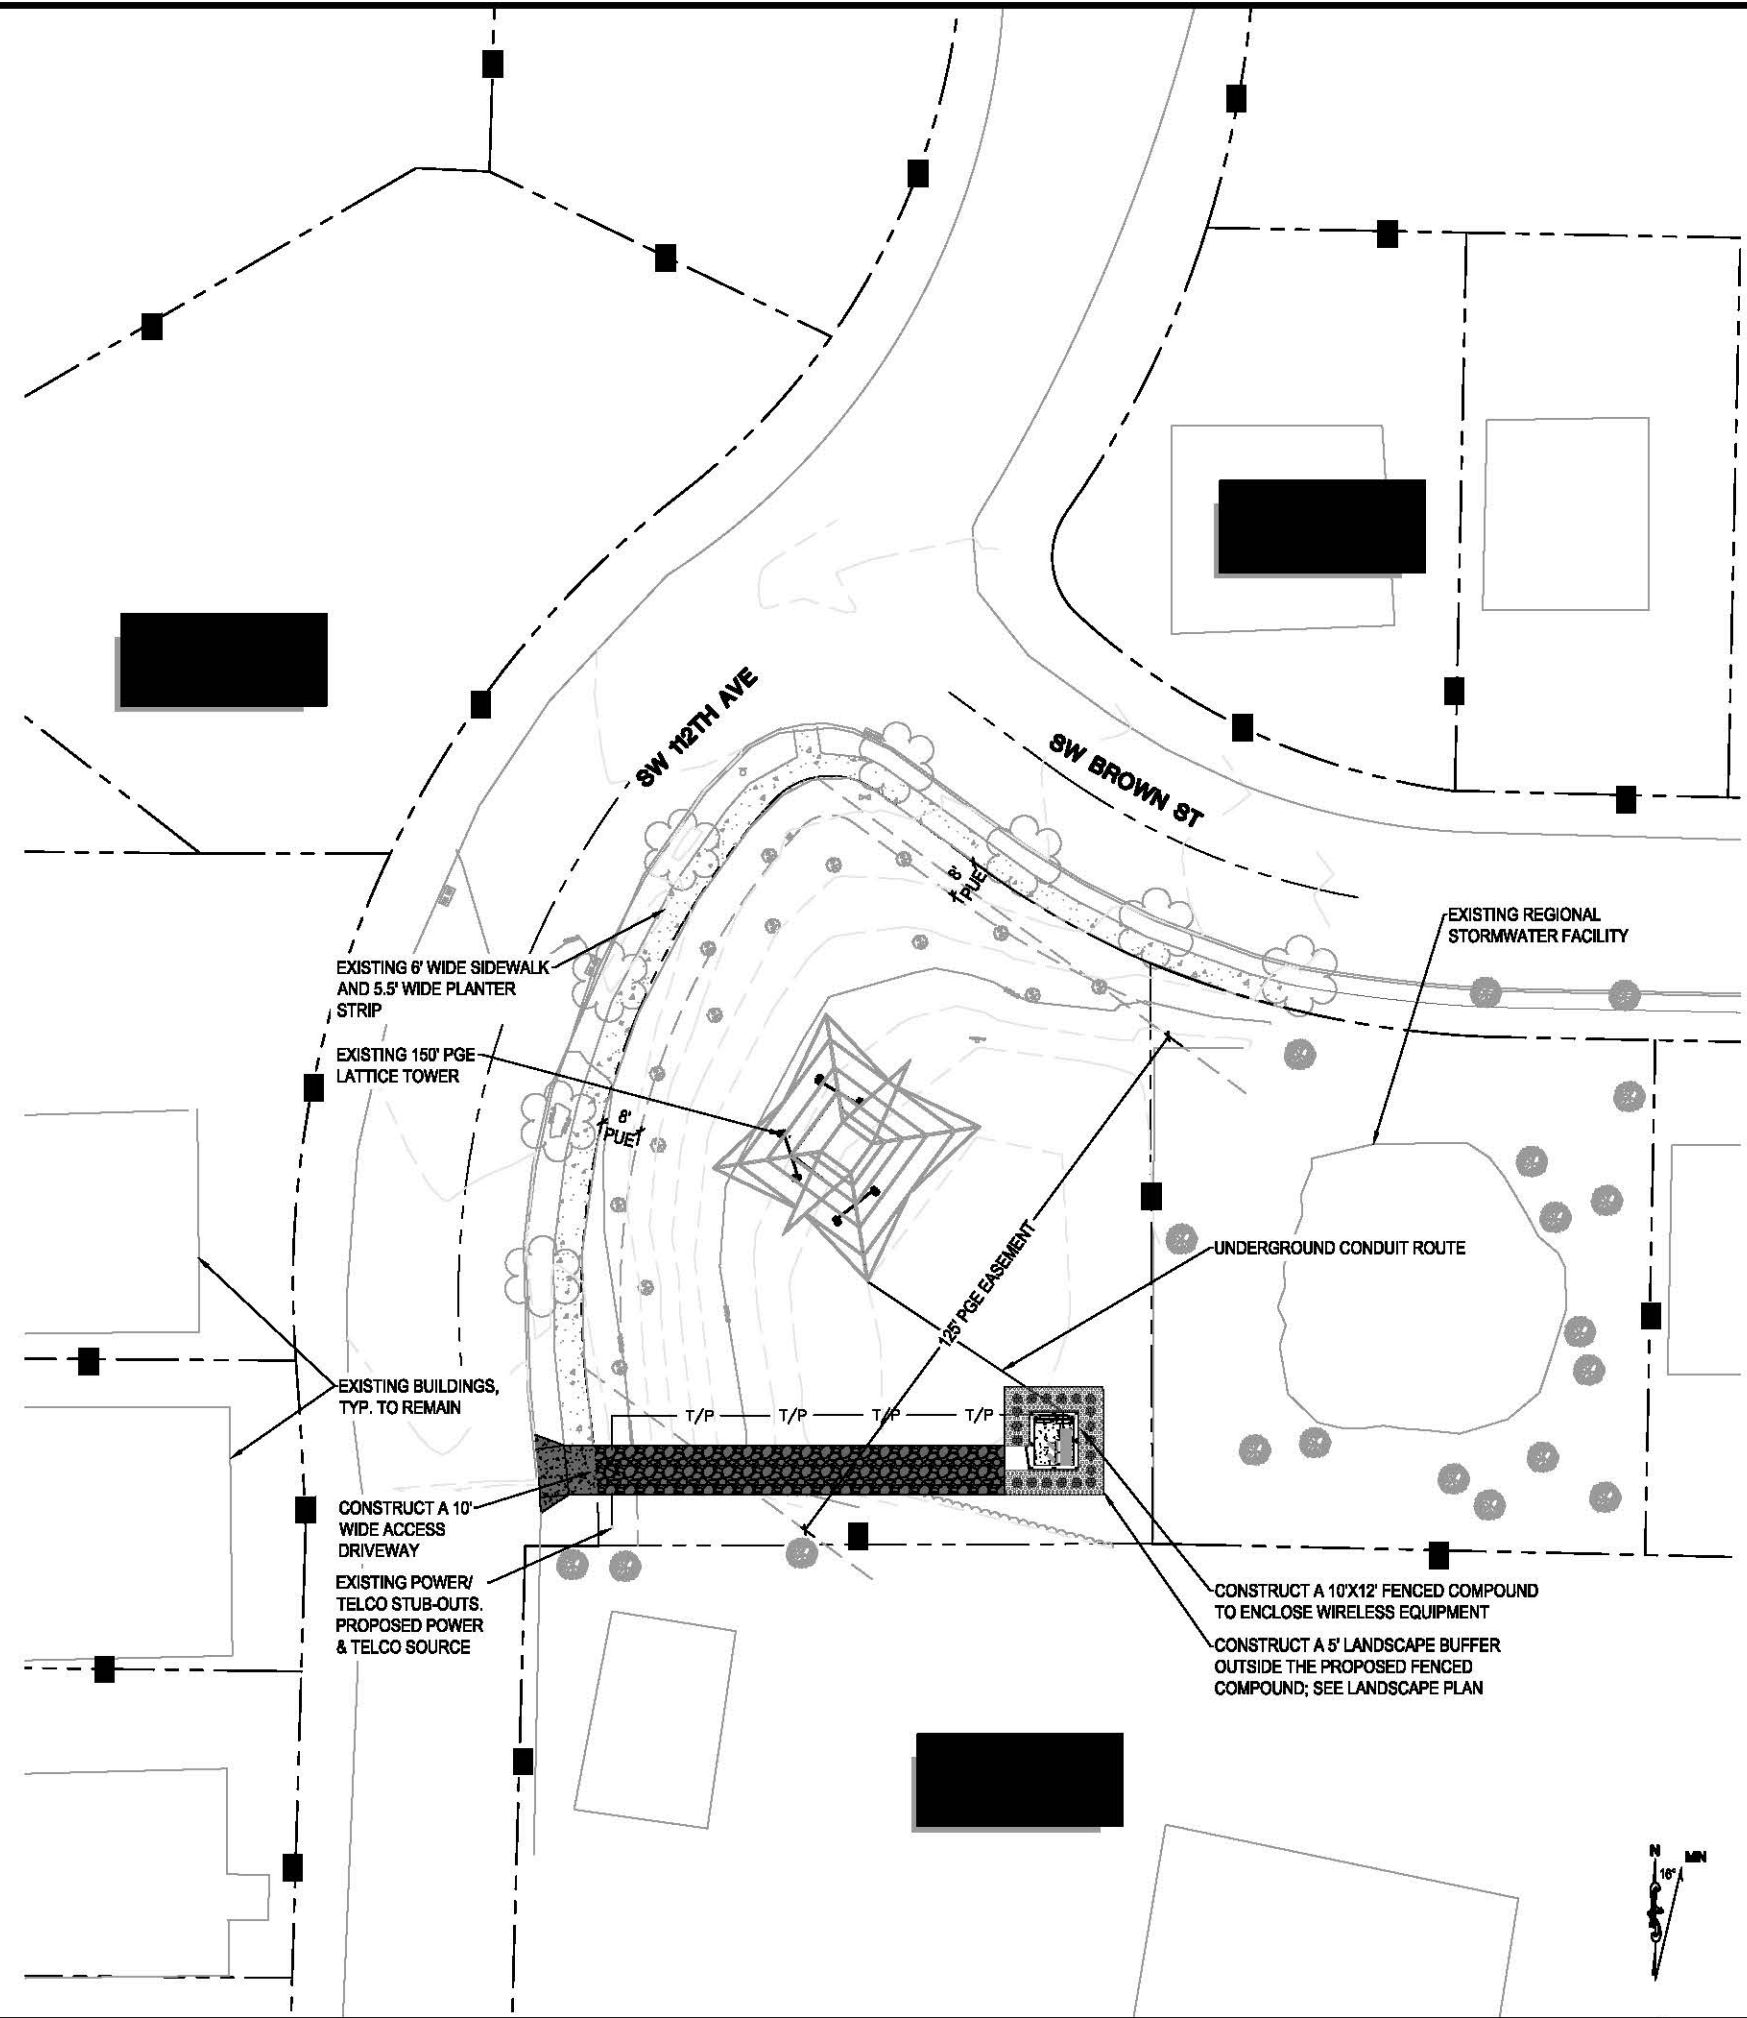 SW 112TH AVE
SW BROWN ST
8'
PUE
EXISTING REGIONAL
STORMWATER FACILITY
EXISTING 6' WIDE SIDEWALK
AND 5.5' WIDE PLANTER
STRIP
EXISTING 150' PGE
LATTICE TOWER
8'
PUE
125' PGE EASEMENT
UNDERGROUND CONDUIT ROUTE
EXISTING BUILDINGS,
TYP. TO REMAIN
T/P T/P T/P T/P
CONSTRUCT A 10'
WIDE ACCESS
DRIVEWAY
EXISTING POWER/
TELCO STUB-OUTS.
PROPOSED POWER
& TELCO SOURCE
CONSTRUCT A 10'X12' FENCED COMPOUND
TO ENCLOSE WIRELESS EQUIPMENT
CONSTRUCT A 5' LANDSCAPE BUFFER
OUTSIDE THE PROPOSED FENCED
COMPOUND; SEE LANDSCAPE PLAN
N
MN
16°